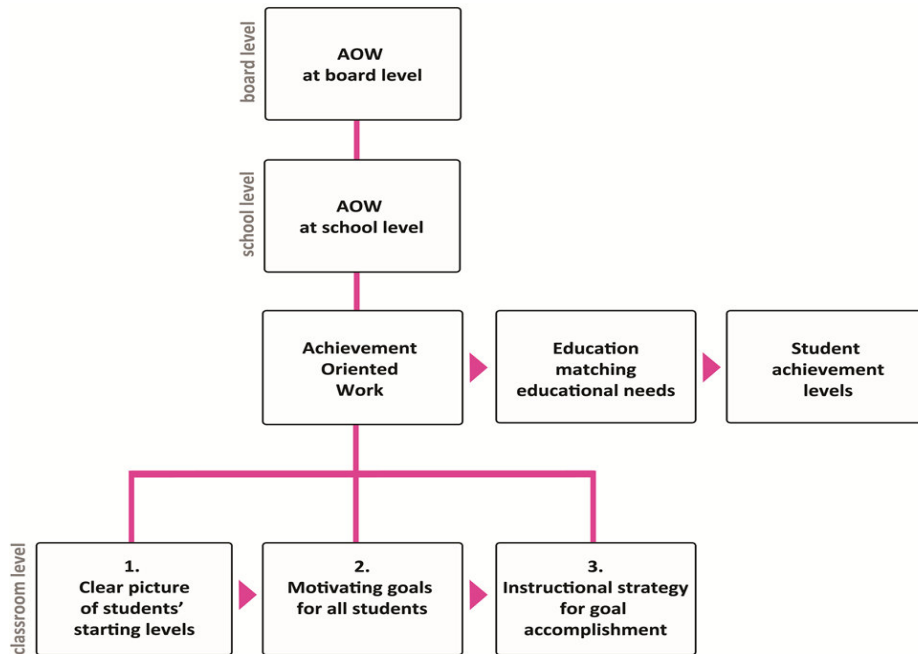 board level
AOW
at board level
school level
AOW
at school level
Achievement
Oriented
Work
Education
matching
educational needs
Student
achievement
levels
classroom level
1.
Clear picture
of students’
starting levels
2.
Motivating goals
for all students
3.
Instructional strategy
for goal
accomplishment